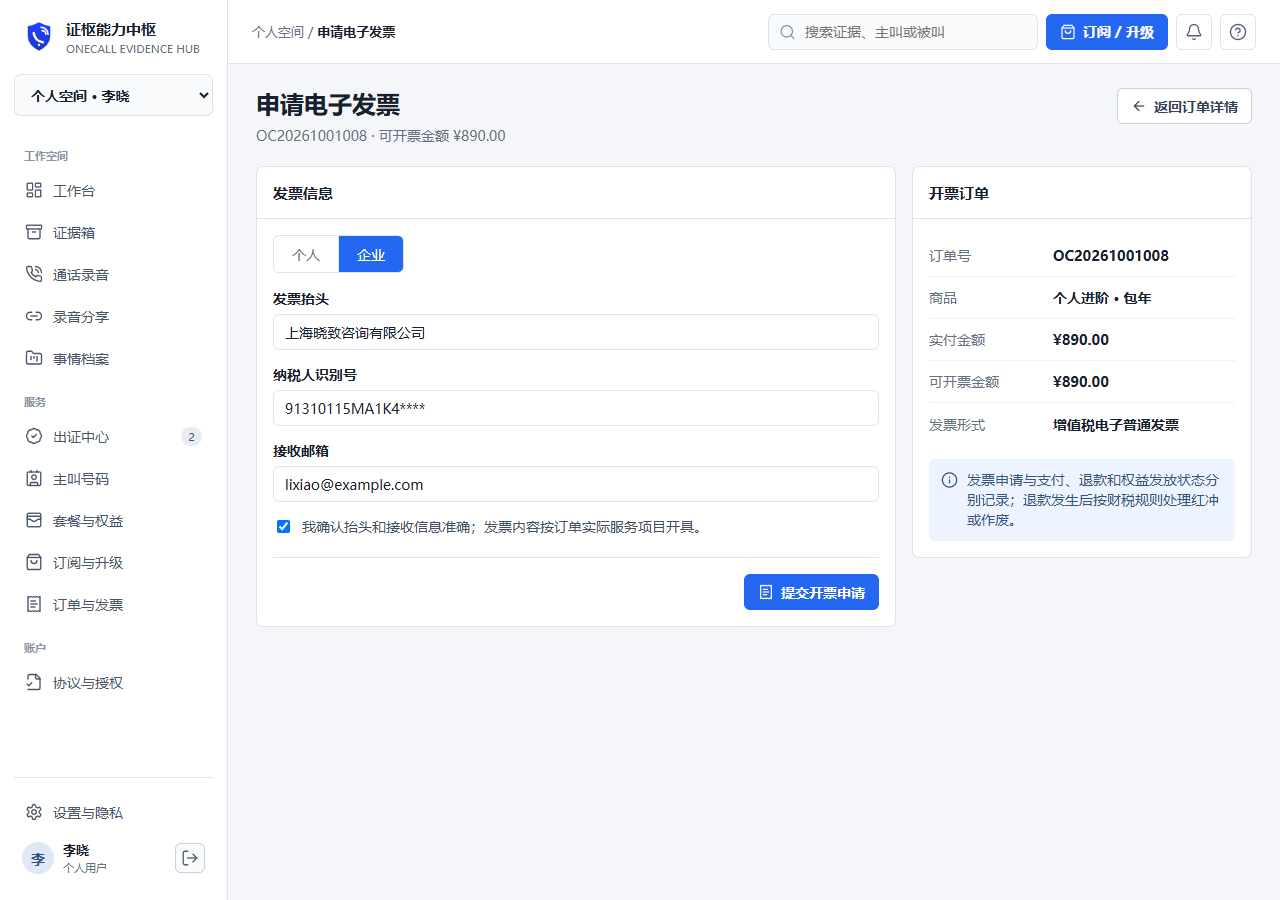 证枢能力中枢
ONECALL EVIDENCE HUB
个人空间 • 李晓
工作空间
工作台
证据箱
通话录音
录音分享
事情档案
服务
出证中心 2
主叫号码
套餐与权益
订阅与升级
订单与发票
账户
协议与授权
设置与隐私
李
李晓
个人用户
个人空间 / 申请电子发票
搜索证据、主叫或被叫
订阅 / 升级
申请电子发票
OC20261001008 · 可开票金额 ¥890.00
返回订单详情
发票信息
个人 企业
发票抬头
上海晓致咨询有限公司
纳税人识别号
91310115MA1K4****
接收邮箱
lixiao@example.com
我确认抬头和接收信息准确；发票内容按订单实际服务项目开具。
提交开票申请
开票订单
订单号 OC20261001008
商品 个人进阶 • 包年
实付金额 ¥890.00
可开票金额 ¥890.00
发票形式 增值税电子普通发票
发票申请与支付、退款和权益发放状态分
别记录；退款发生后按财税规则处理红冲
或作废。